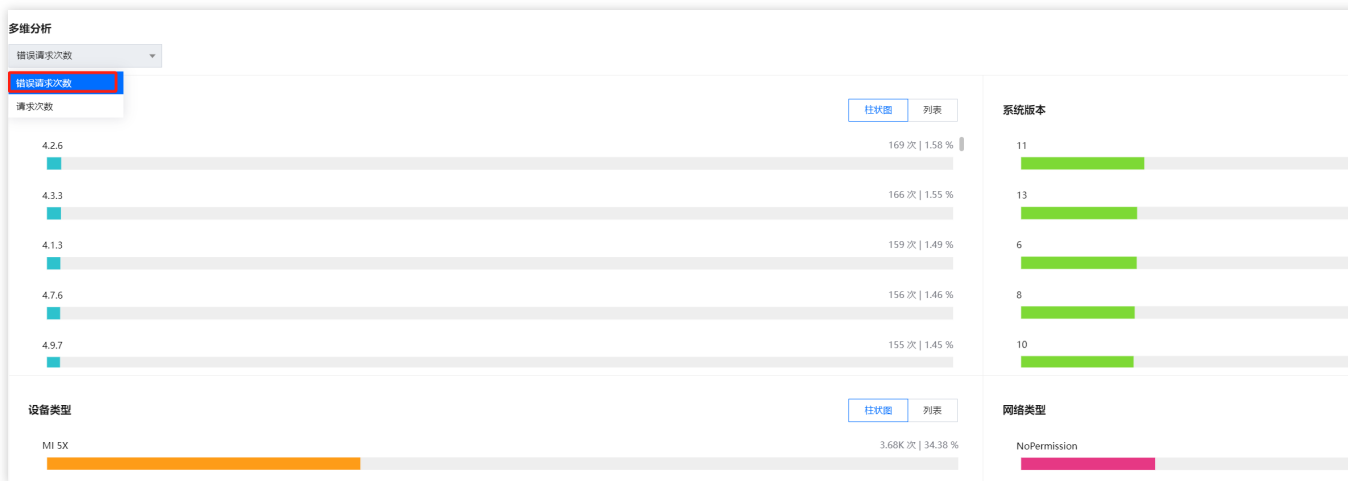 多维分析
错误请求次数
错误请求次数
请求次数
柱状图 列表
4.2.6 169 次 | 1.58 %
4.3.3 166 次 | 1.55 %
4.1.3 159 次 | 1.49 %
4.7.6 156 次 | 1.46 %
4.9.7 155 次 | 1.45 %
系统版本
11
13
6
8
10
设备类型 柱状图 列表
MI 5X 3.68K 次 | 34.38 %
网络类型
NoPermission